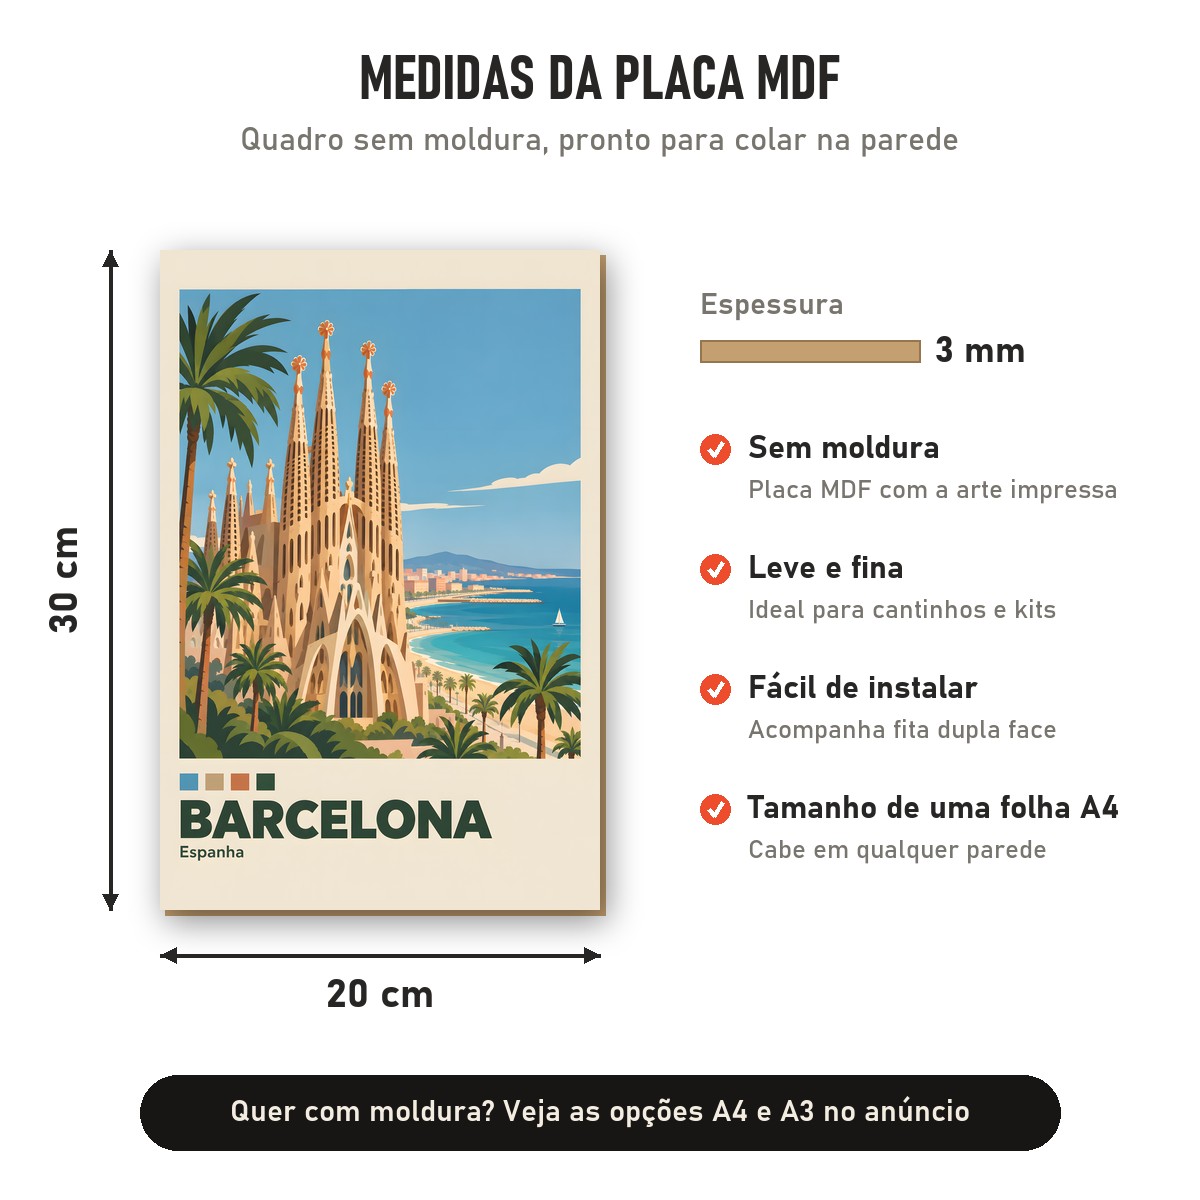 MEDIDAS DA PLACA MDF
Quadro sem moldura, pronto para colar na parede
30 cm
BARCELONA
Espanha
20 cm
Espessura
3 mm
Sem moldura
Placa MDF com a arte impressa
Leve e fina
Ideal para cantinhos e kits
Fácil de instalar
Acompanha fita dupla face
Tamanho de uma folha A4
Cabe em qualquer parede
Quer com moldura? Veja as opções A4 e A3 no anúncio